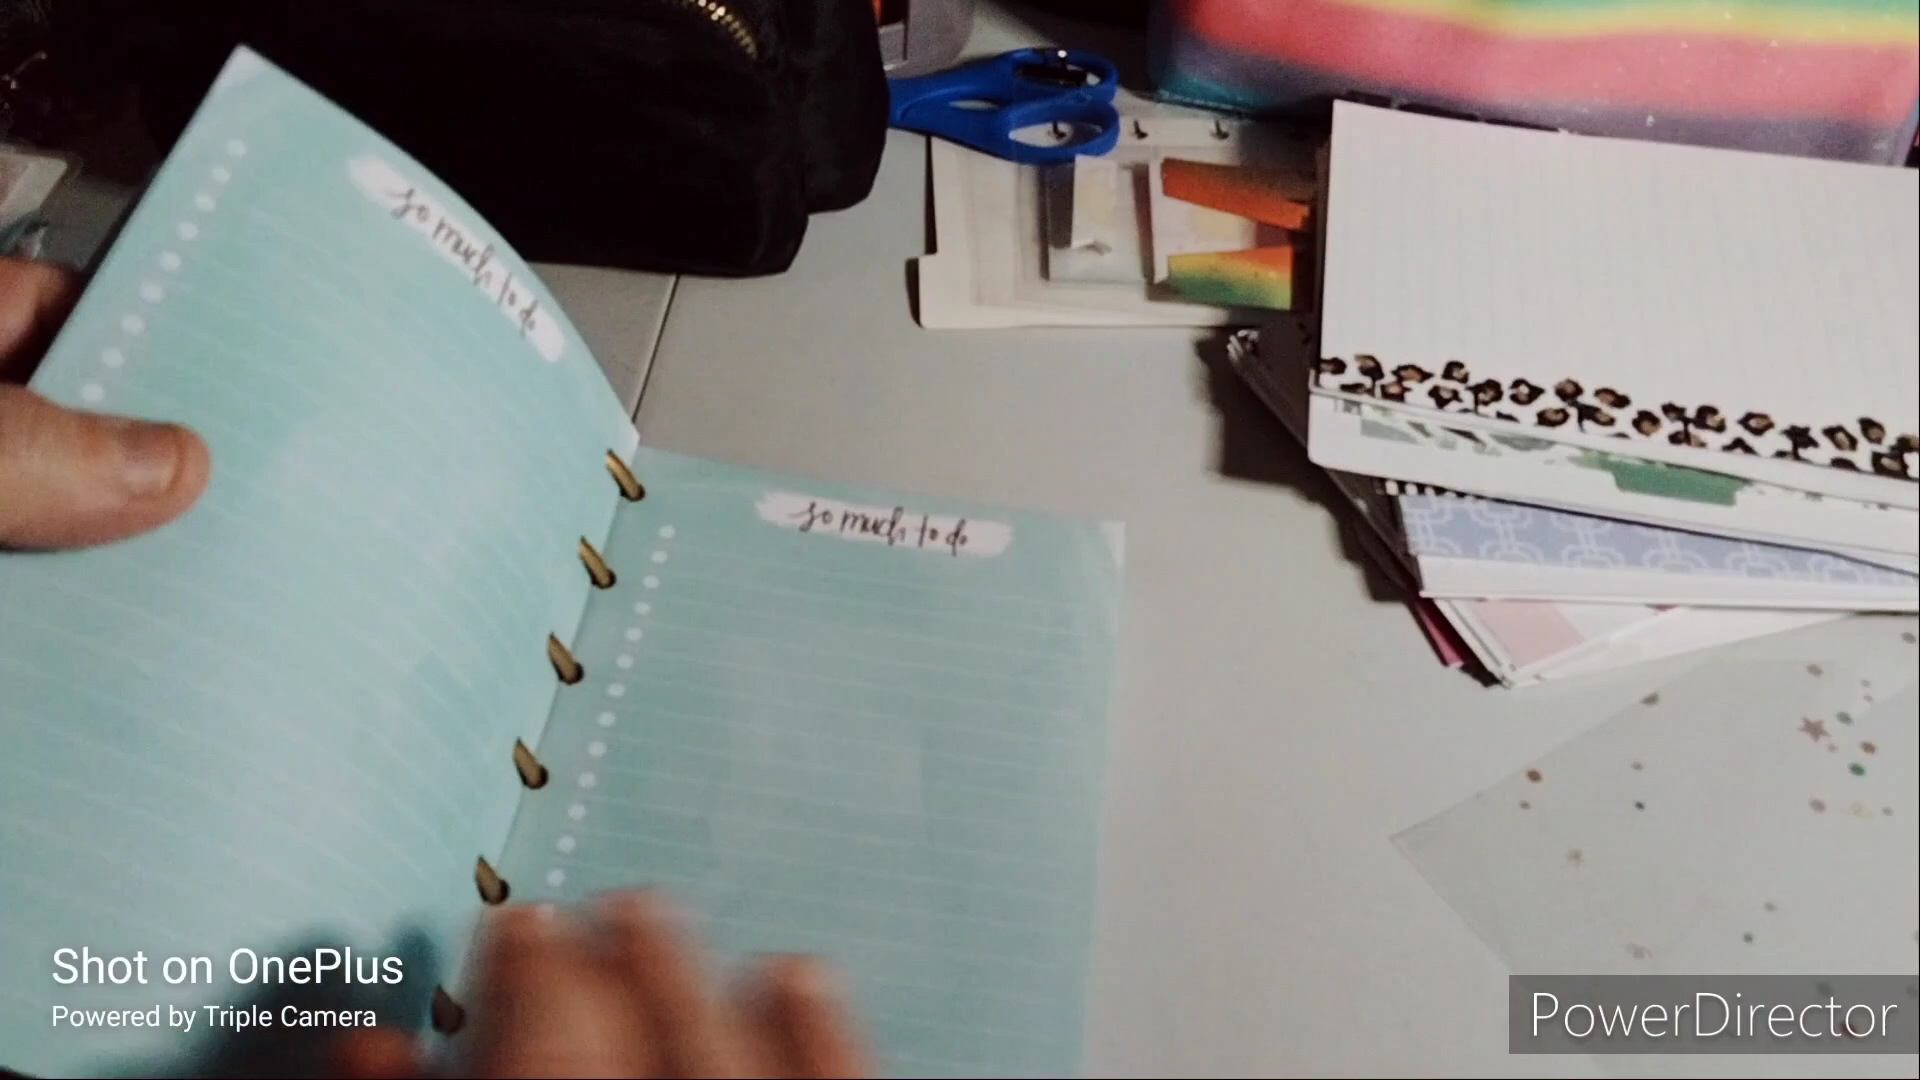 so much to do
so much to do
Shot on OnePlus
Powered by Triple Camera
PowerDirector